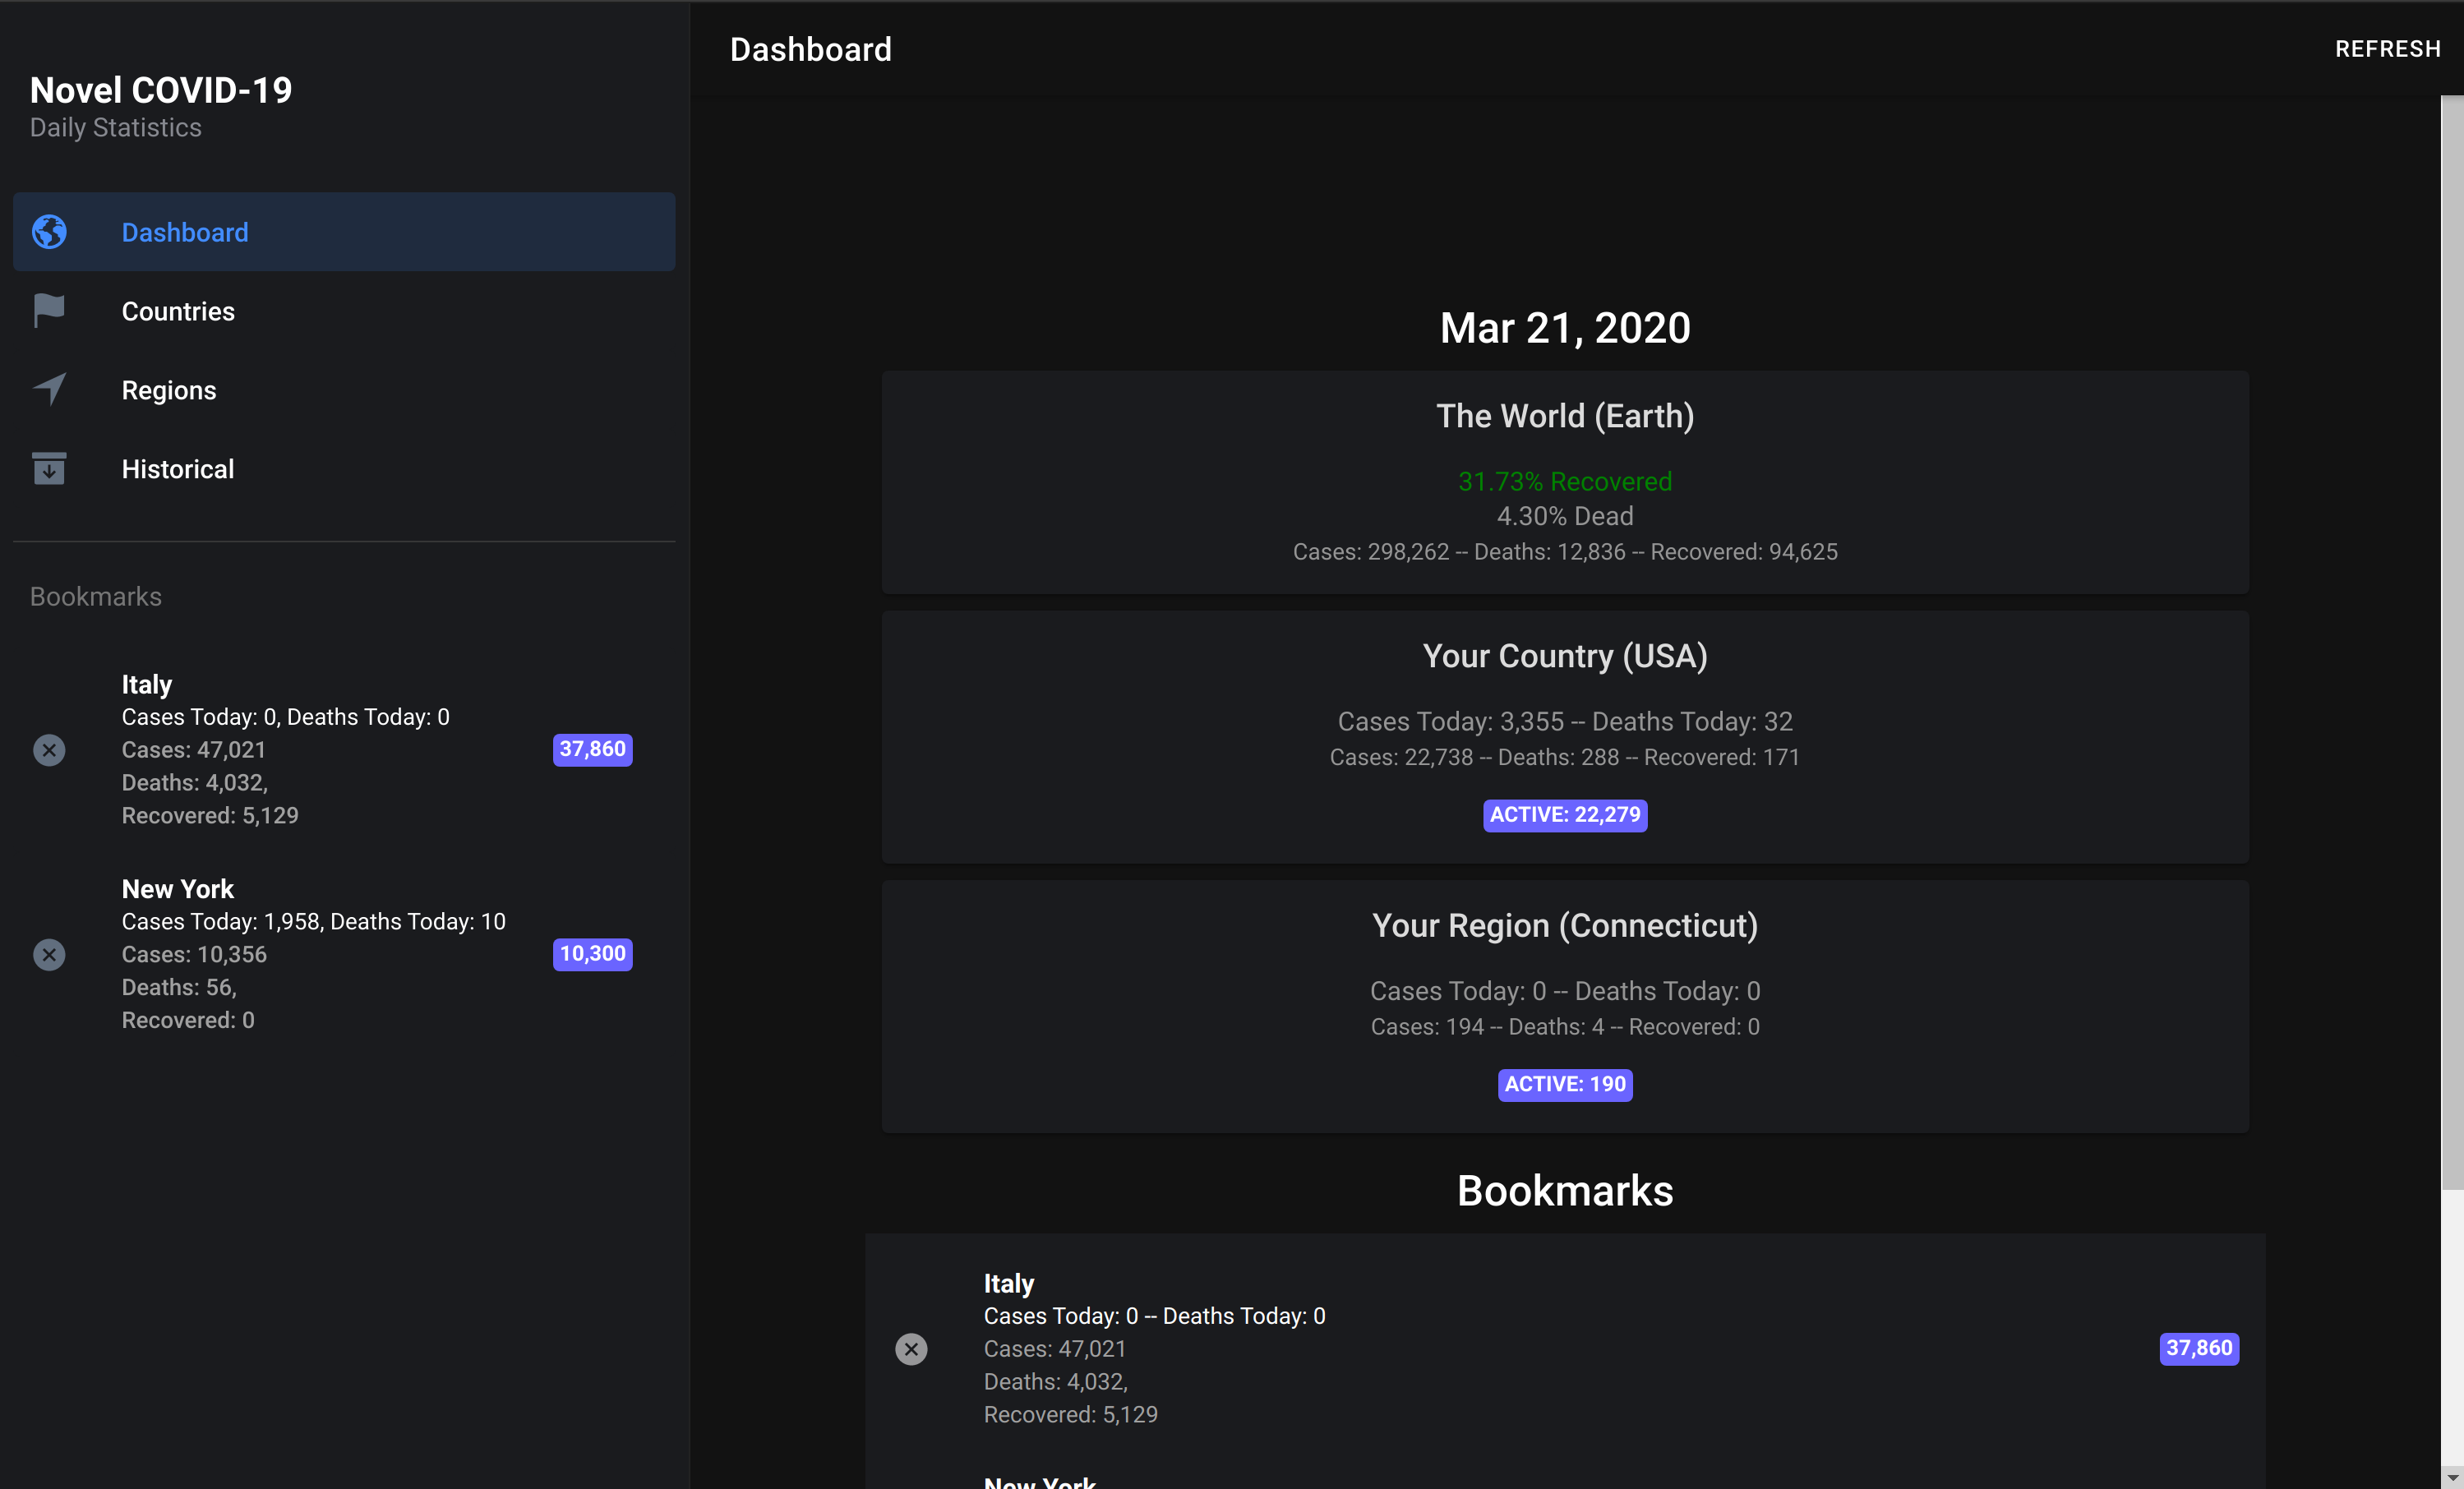 Novel COVID-19
Daily Statistics
Dashboard
Countries
Regions
Historical
Bookmarks
Italy
Cases Today: 0, Deaths Today: 0
Cases: 47,021
Deaths: 4,032,
Recovered: 5,129
37,860
New York
Cases Today: 1,958, Deaths Today: 10
Cases: 10,356
Deaths: 56,
Recovered: 0
10,300
Dashboard
REFRESH
Mar 21, 2020
The World (Earth)
31.73% Recovered
4.30% Dead
Cases: 298,262 -- Deaths: 12,836 -- Recovered: 94,625
Your Country (USA)
Cases Today: 3,355 -- Deaths Today: 32
Cases: 22,738 -- Deaths: 288 -- Recovered: 171
ACTIVE: 22,279
Your Region (Connecticut)
Cases Today: 0 -- Deaths Today: 0
Cases: 194 -- Deaths: 4 -- Recovered: 0
ACTIVE: 190
Bookmarks
Italy
Cases Today: 0 -- Deaths Today: 0
Cases: 47,021
Deaths: 4,032,
Recovered: 5,129
37,860
New York